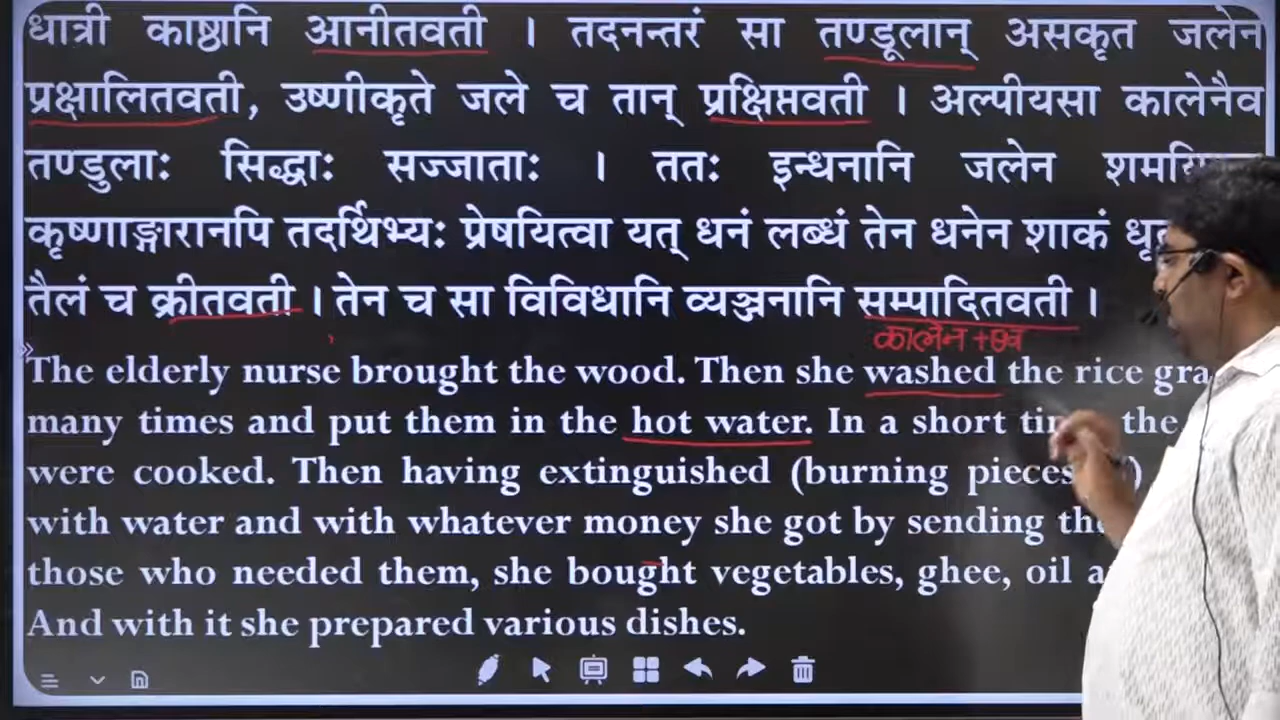 धात्री काष्ठानि आनीतवती । तदनन्तरं सा तण्डूलान् असकृत जलेन
प्रक्षालितवती, उष्णीकृते जले च तान् प्रक्षिप्तवती । अल्पीयसा कालेनैव
तण्डुलाः सिद्धाः सज्जाताः । ततः इन्धनानि जलेन
कृष्णाङ्गारानपि तदर्थिभ्यः प्रेषयित्वा यत् धनं लब्धं तेन धनेन शाकं
तैलं च क्रीतवती । तेन च सा विविधानि व्यञ्जनानि सम्पादितवती ।
कालेन + एव
The elderly nurse brought the wood. Then she washed the rice
many times and put them in the hot water. In a short the
were cooked. Then having extinguished (burning pieces
with water and with whatever money she got by sending
those who needed them, she bought vegetables, ghee, oil
And with it she prepared various dishes.